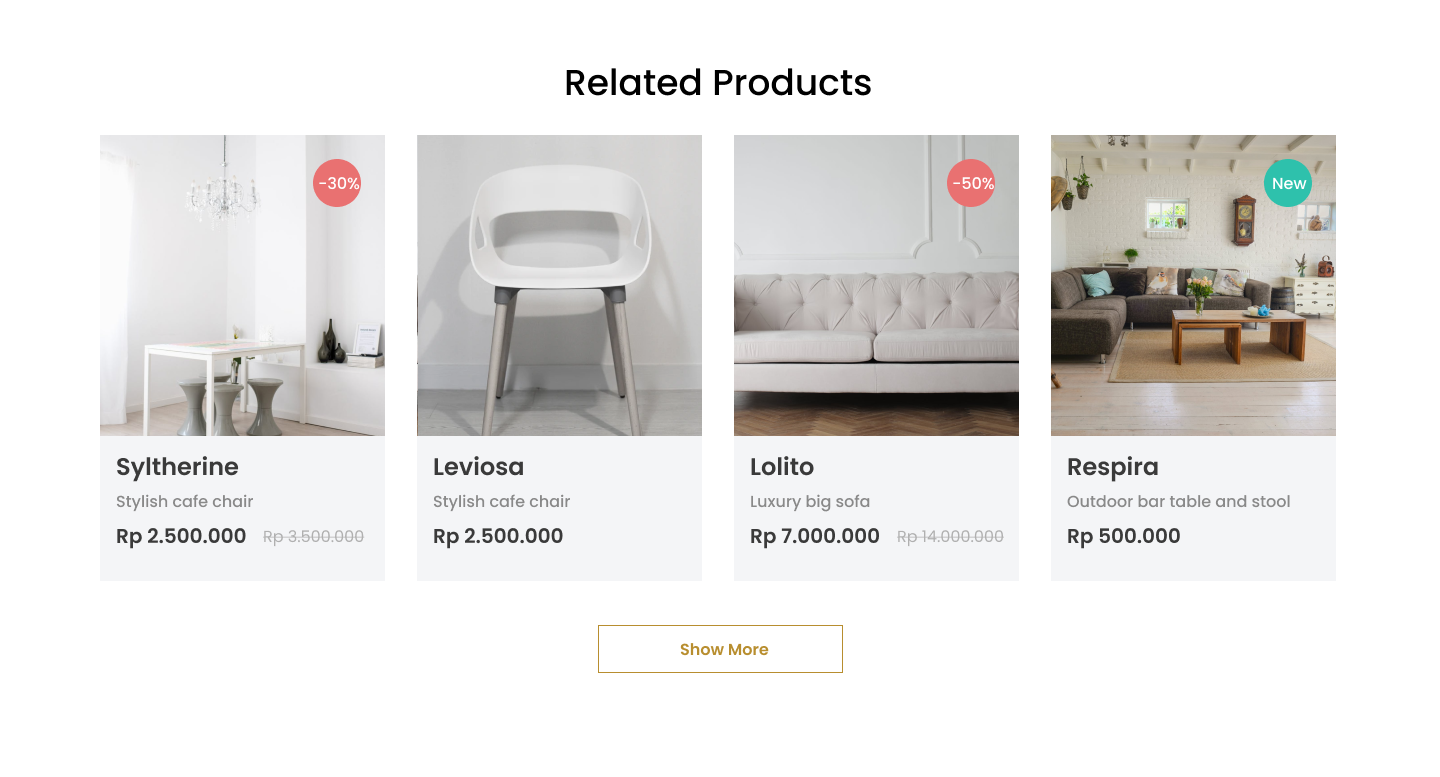 Related Products
-30%
-50%
New
Syltherine
Stylish cafe chair
Rp 2.500.000 Rp 3.500.000
Leviosa
Stylish cafe chair
Rp 2.500.000
Lolito
Luxury big sofa
Rp 7.000.000 Rp 14.000.000
Respira
Outdoor bar table and stool
Rp 500.000
Show More